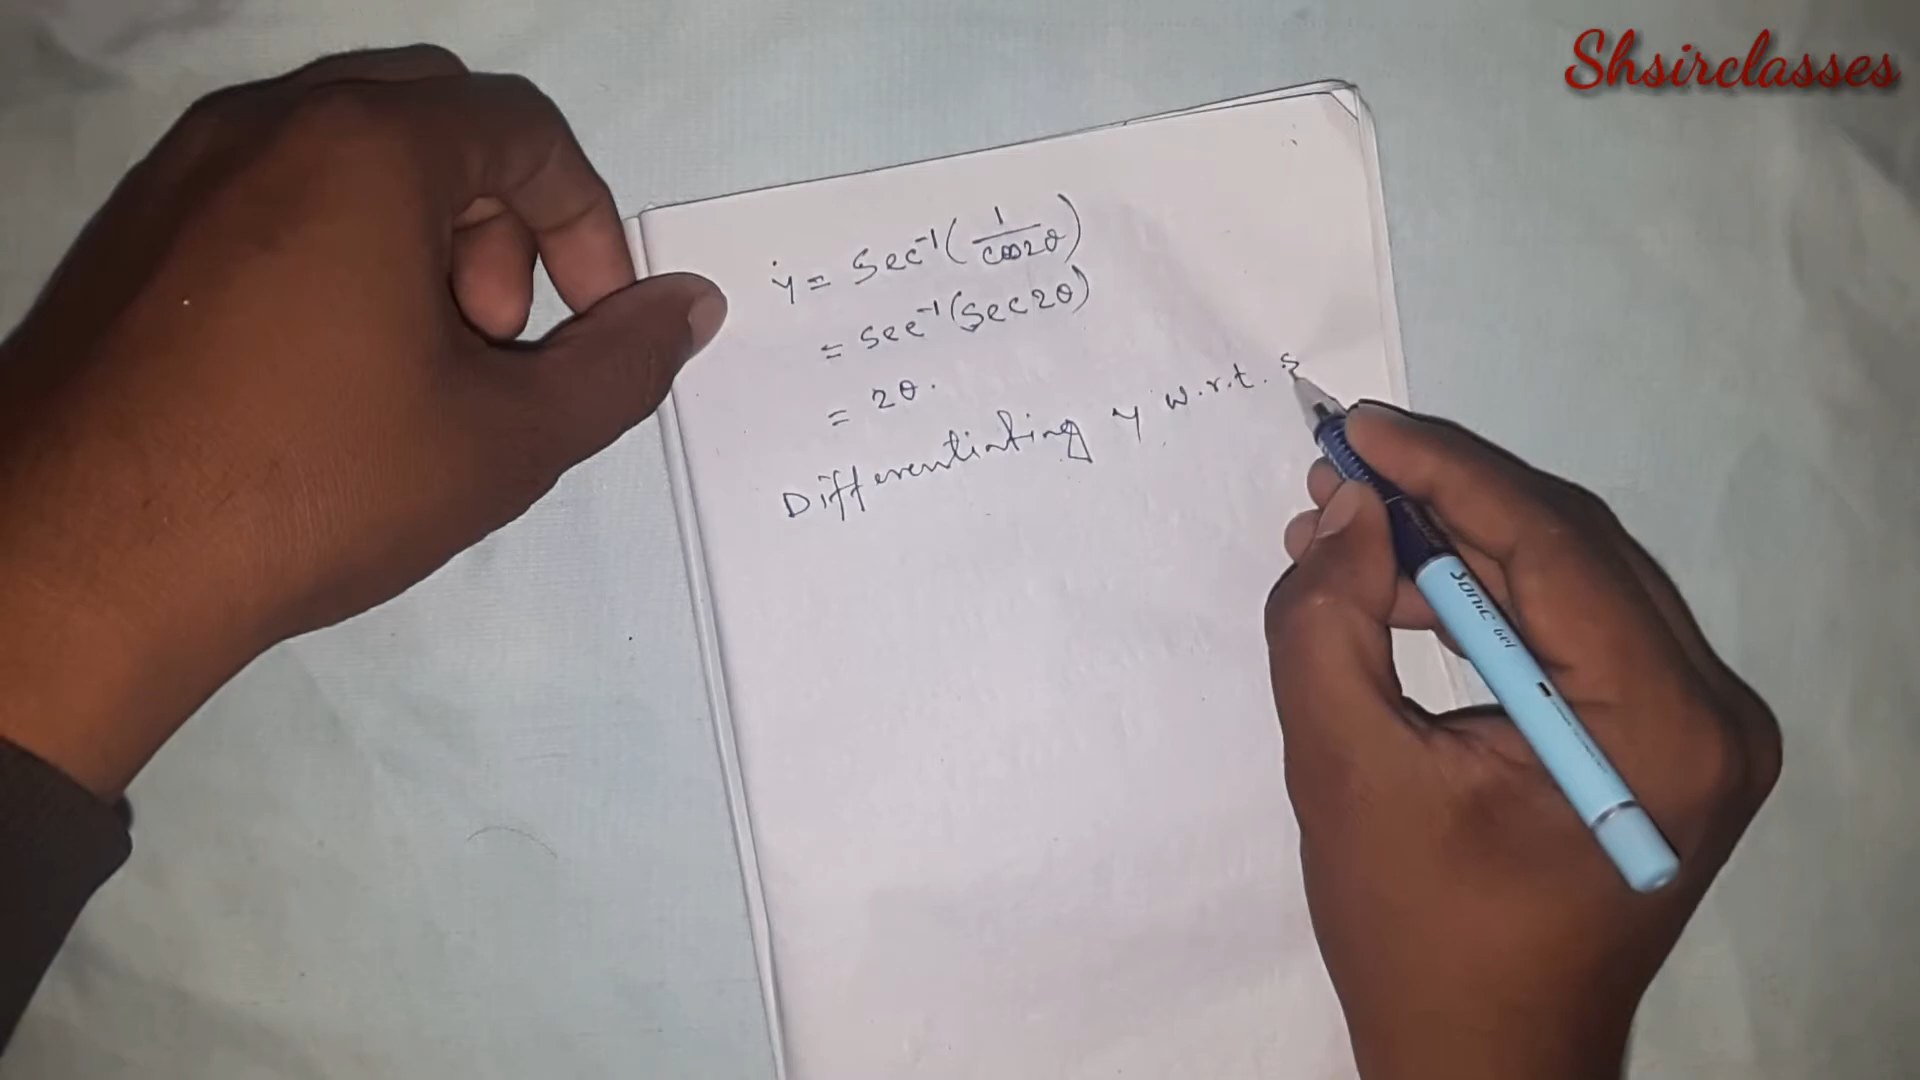 Shsirclasses
y = Sec⁻¹(1/cos2θ)
= sec⁻¹(sec2θ)
= 2θ.
Differentiating y w.r.t. s
Sonic Gel